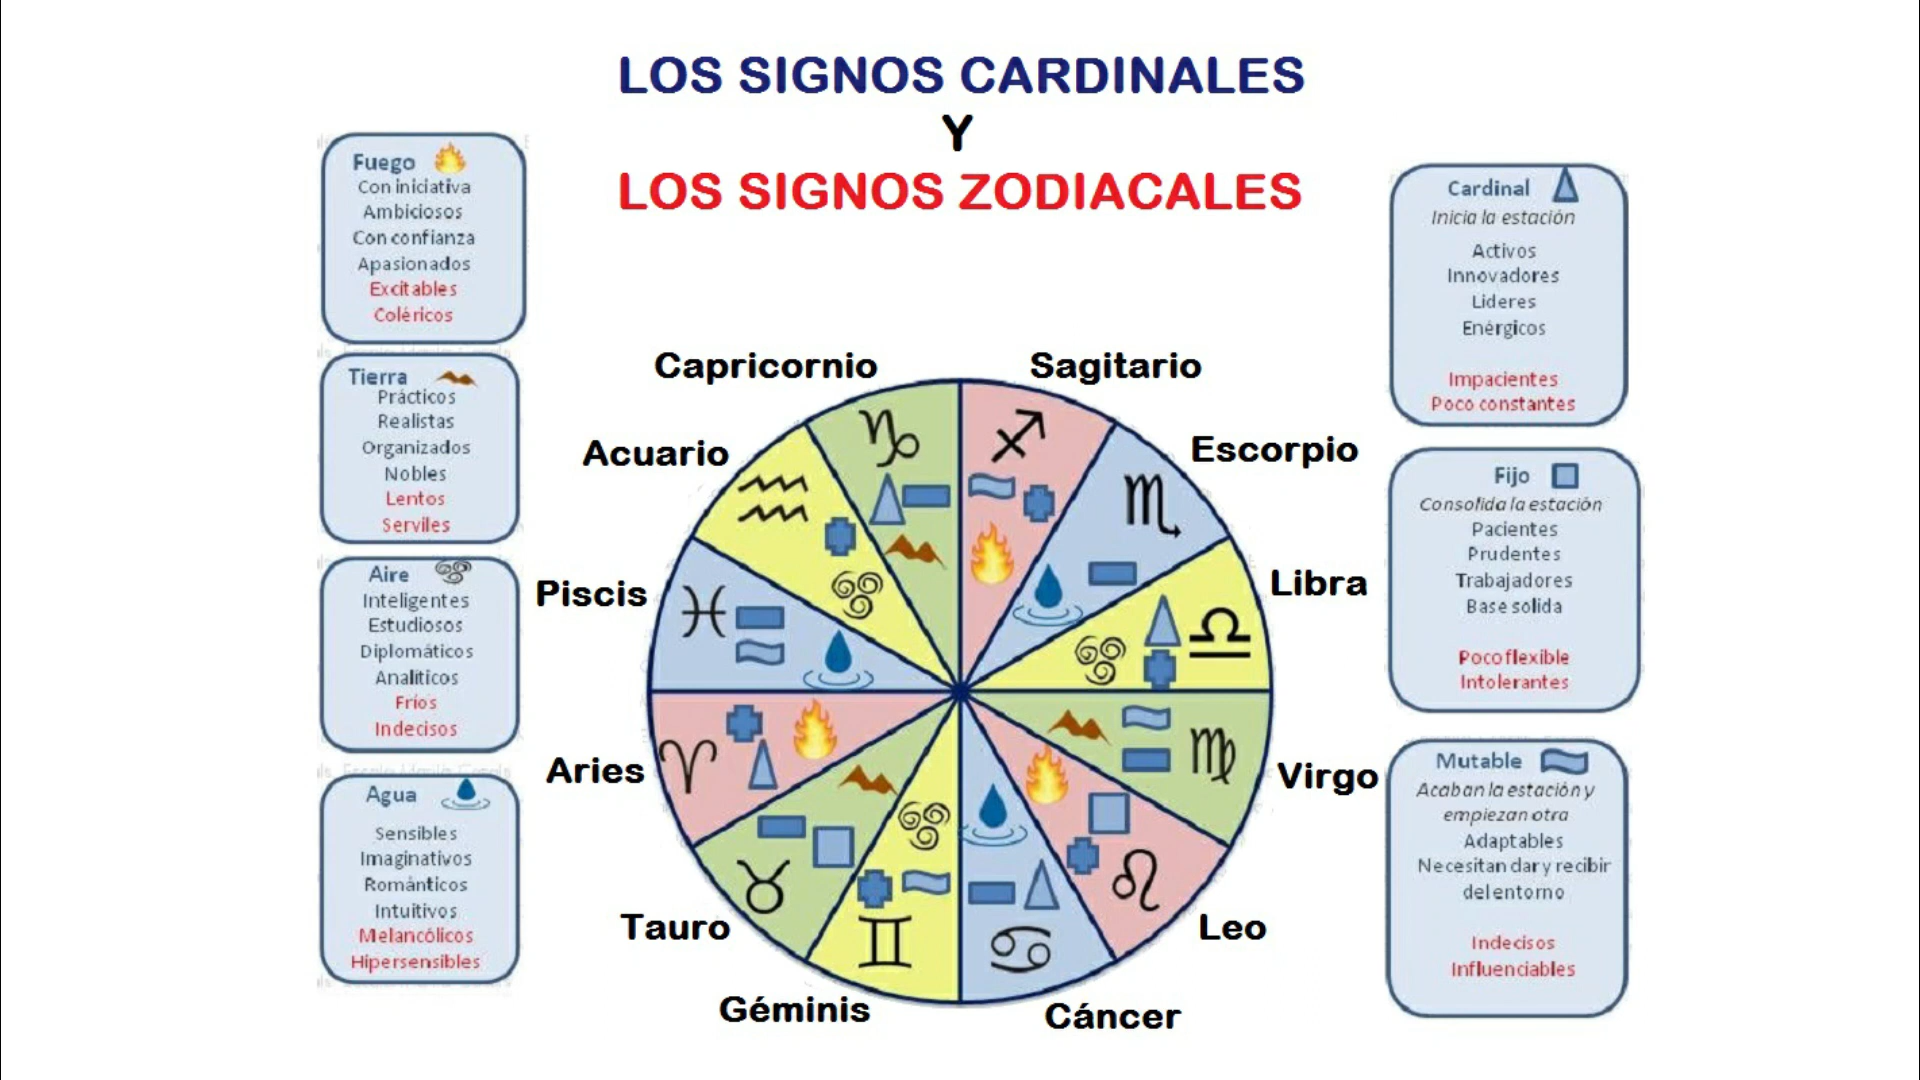 LOS SIGNOS CARDINALES
Y
LOS SIGNOS ZODIACALES
Fuego
Con iniciativa
Ambiciosos
Con confianza
Apasionados
Excitables
Coléricos
Tierra
Prácticos
Realistas
Organizados
Nobles
Lentos
Serviles
Aire
Inteligentes
Estudiosos
Diplomáticos
Analíticos
Fríos
Indecisos
Agua
Sensibles
Imaginativos
Románticos
Intuitivos
Melancólicos
Hipersensibles
Capricornio
Sagitario
Acuario
Escorpio
Piscis
Libra
Aries
Virgo
Tauro
Leo
Géminis
Cáncer
Cardinal
Inicia la estación
Activos
Innovadores
Lideres
Enérgicos
Impacientes
Poco constantes
Fijo
Consolida la estación
Pacientes
Prudentes
Trabajadores
Base solida
Poco flexible
Intolerantes
Mutable
Acaban la estación y
empiezan otra
Adaptables
Necesitan dar y recibir
del entorno
Indecisos
Influenciables